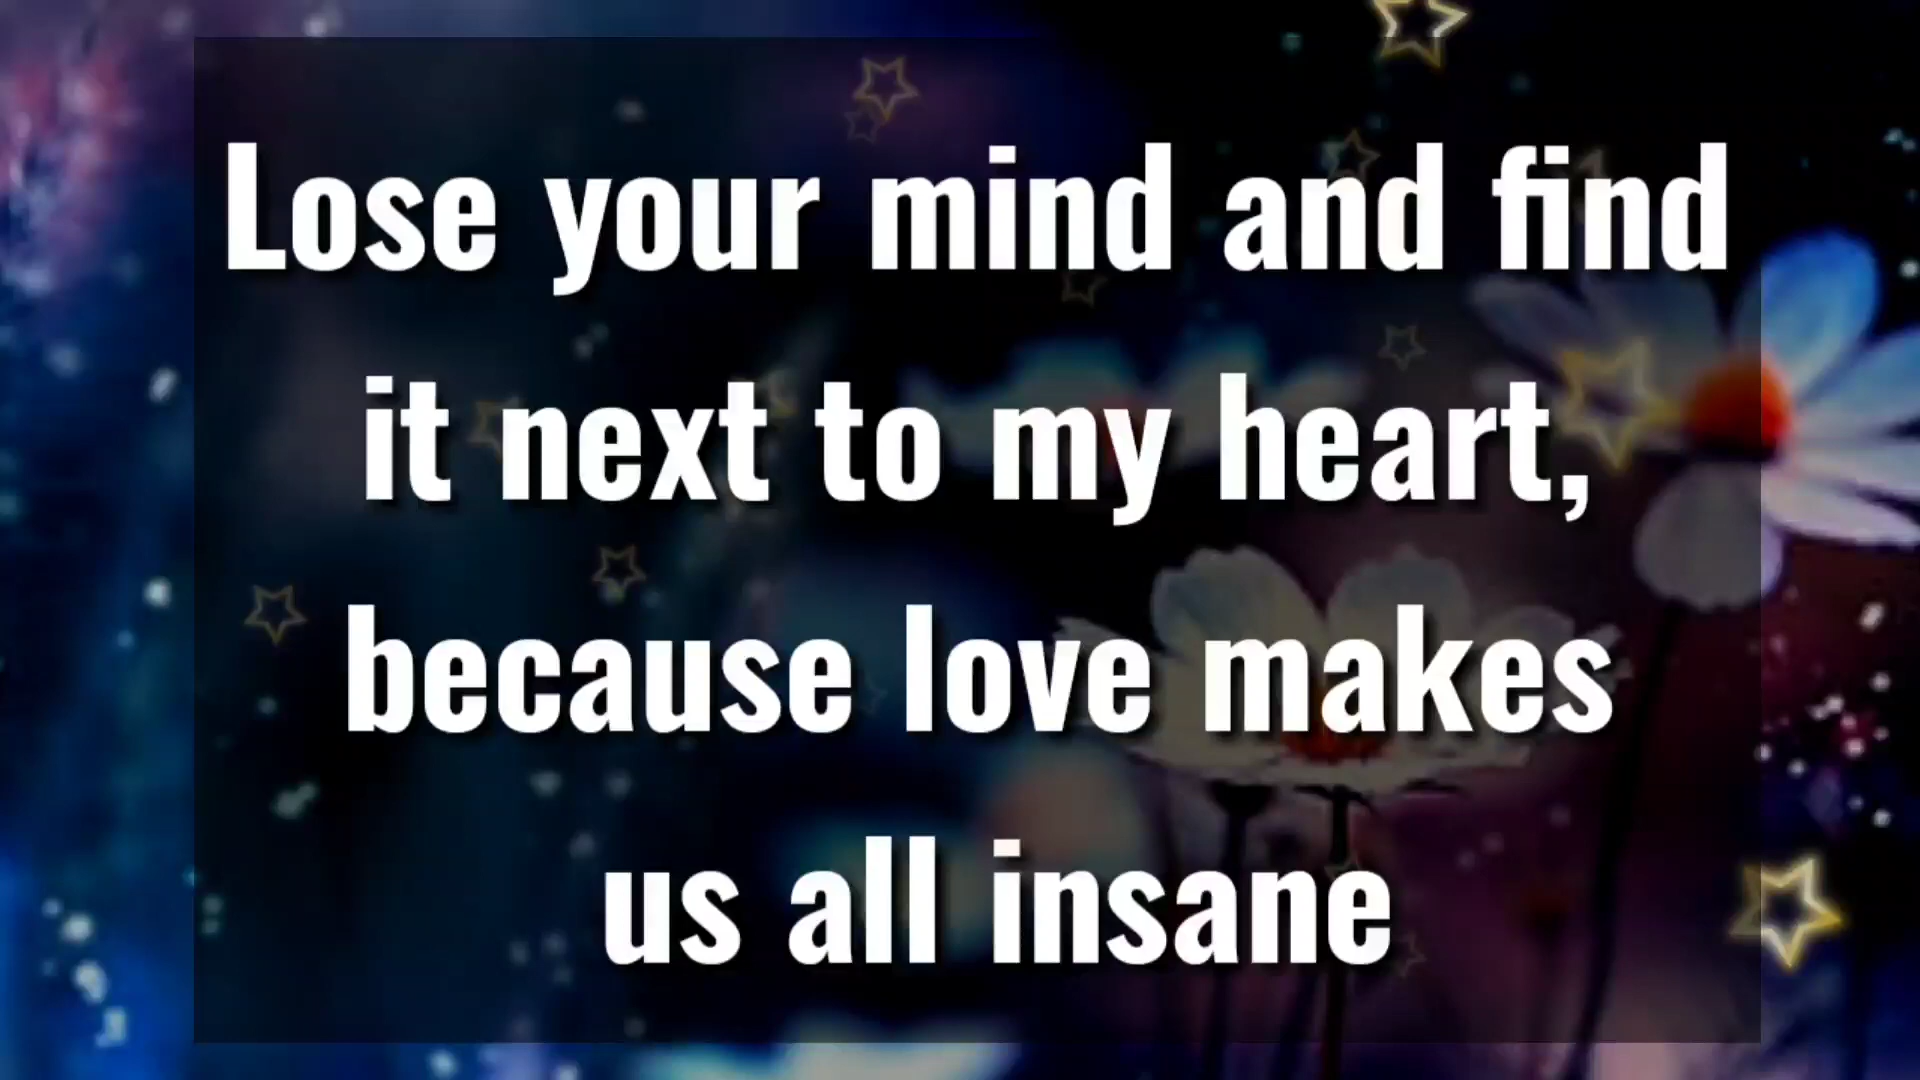 Lose your mind and find
it next to my heart,
because love makes
us all insane